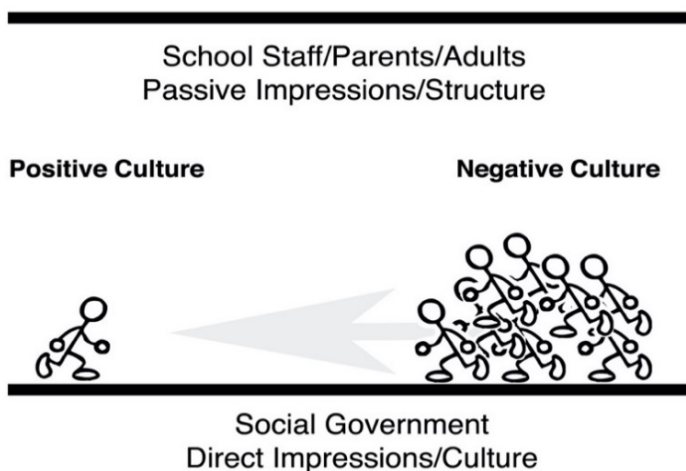 School Staff/Parents/Adults
Passive Impressions/Structure
Positive Culture
Negative Culture
Social Government
Direct Impressions/Culture